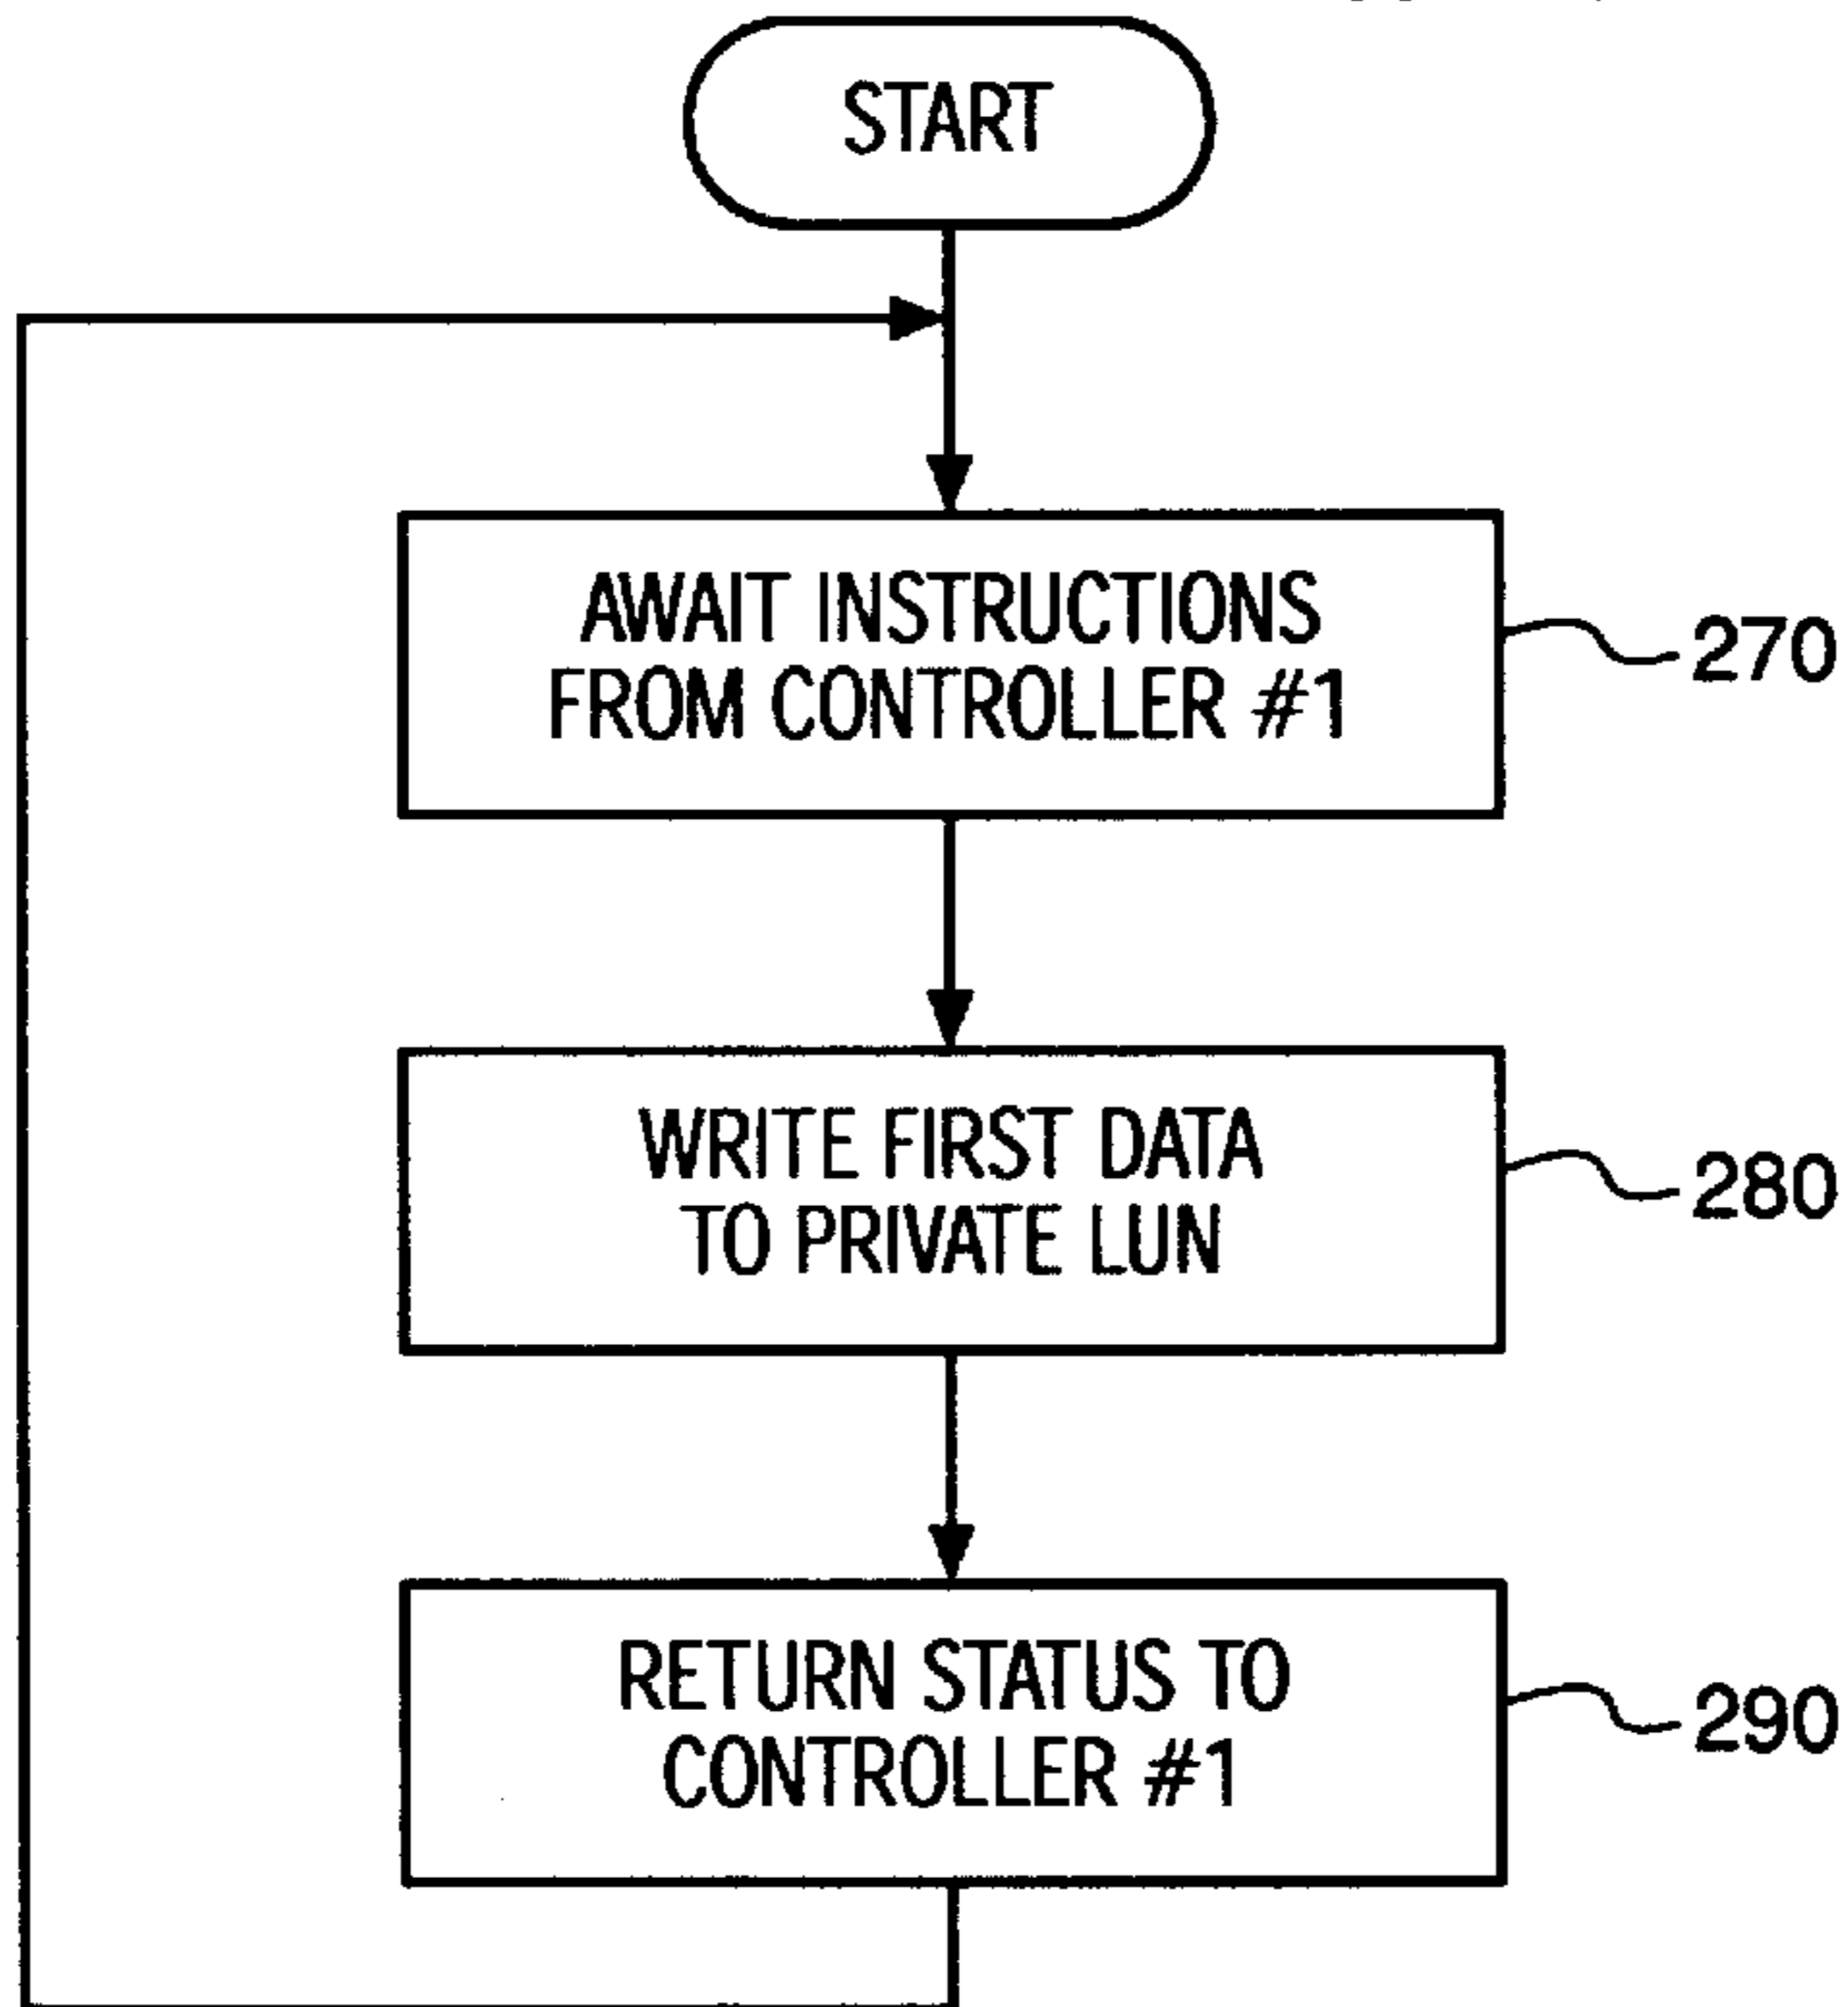 START
AWAIT INSTRUCTIONS
FROM CONTROLLER #1
270
WRITE FIRST DATA
TO PRIVATE LUN
280
RETURN STATUS TO
CONTROLLER #1
290